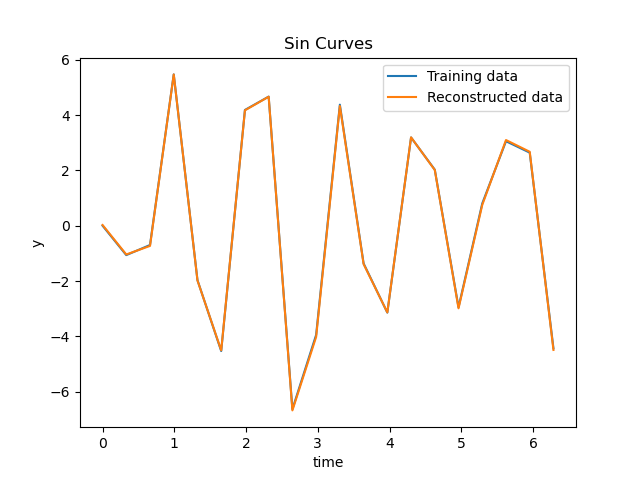 Sin Curves
Training data
Reconstructed data
6
4
2
0
−2
−4
−6
y
0 1 2 3 4 5 6
time